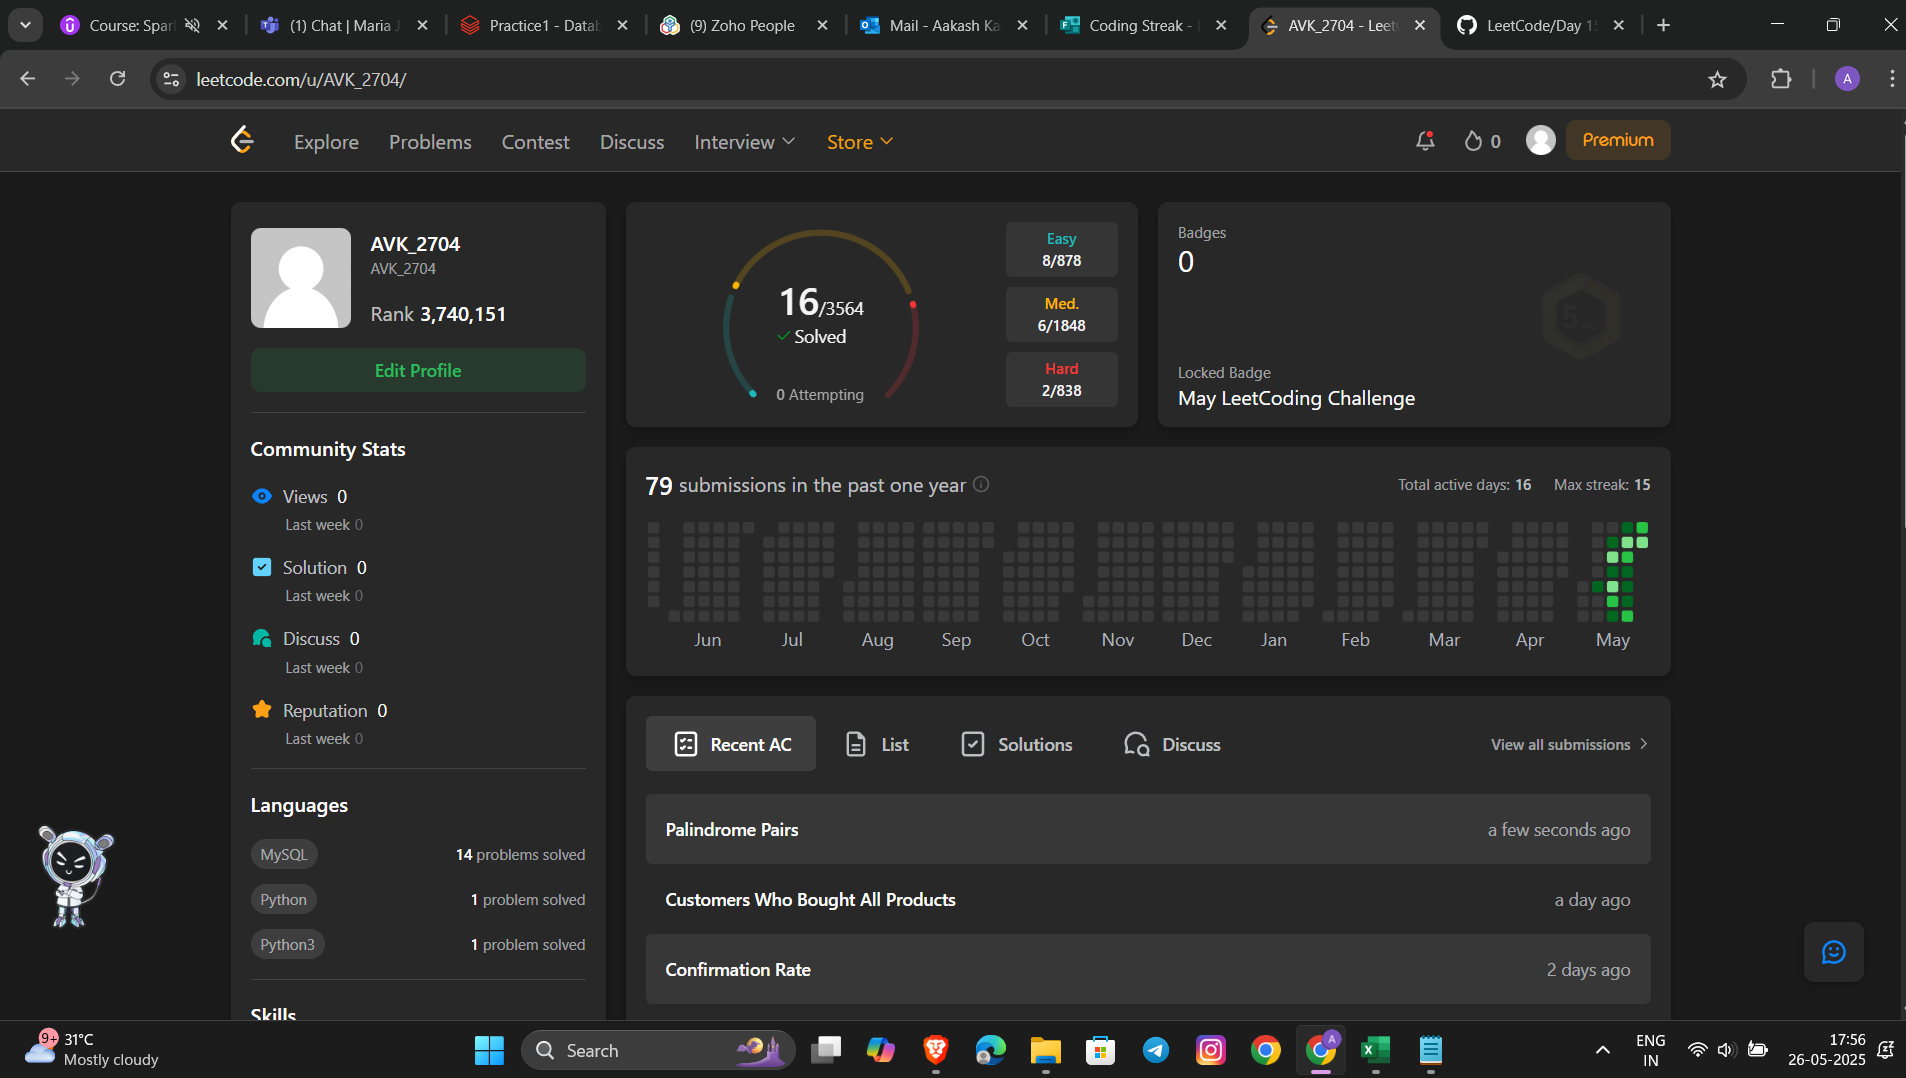 Course: Spar
(1) Chat | Maria J
Practice1 - Datab
(9) Zoho People
Mail - Aakash Ka
Coding Streak -
AVK_2704 - Leet
LeetCode/Day 1
leetcode.com/u/AVK_2704/
A
Explore
Problems
Contest
Discuss
Interview
Store
0
Premium
AVK_2704
AVK_2704
Rank 3,740,151
Edit Profile
Community Stats
Views 0
Last week 0
Solution 0
Last week 0
Discuss 0
Last week 0
Reputation 0
Last week 0
Languages
MySQL
14 problems solved
Python
1 problem solved
Python3
1 problem solved
Skills
16/3564
Solved
0 Attempting
Easy
8/878
Med.
6/1848
Hard
2/838
Badges
0
5
Locked Badge
May LeetCoding Challenge
79 submissions in the past one year
Total active days: 16
Max streak: 15
Jun
Jul
Aug
Sep
Oct
Nov
Dec
Jan
Feb
Mar
Apr
May
Recent AC
List
Solutions
Discuss
View all submissions
Palindrome Pairs
a few seconds ago
Customers Who Bought All Products
a day ago
Confirmation Rate
2 days ago
9+
31°C
Mostly cloudy
Search
A
ENG
IN
17:56
26-05-2025